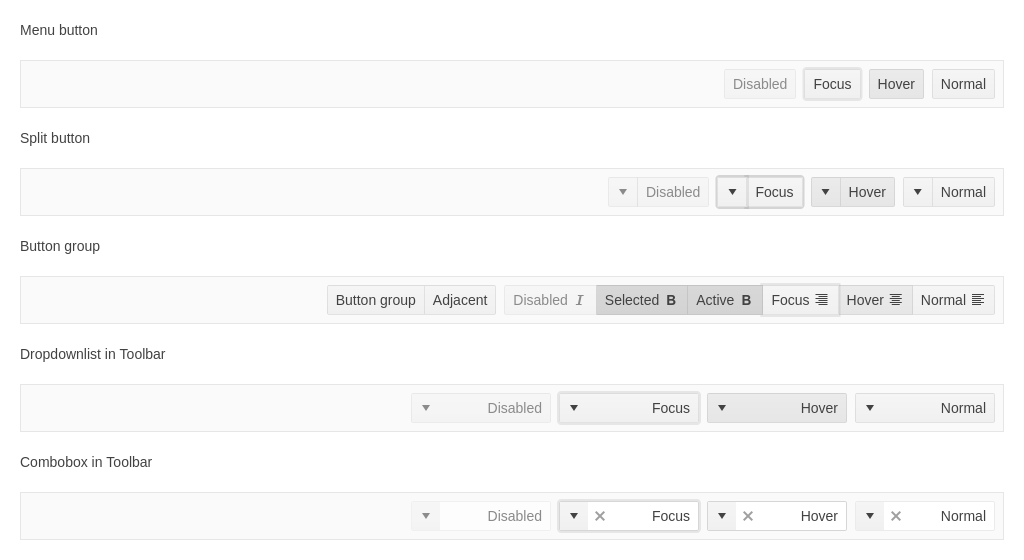 Menu button
Disabled Focus Hover Normal
Split button
Disabled Focus Hover Normal
Button group
Button group Adjacent Disabled I Selected B Active B Focus Hover Normal
Dropdownlist in Toolbar
Disabled Focus Hover Normal
Combobox in Toolbar
Disabled Focus Hover Normal